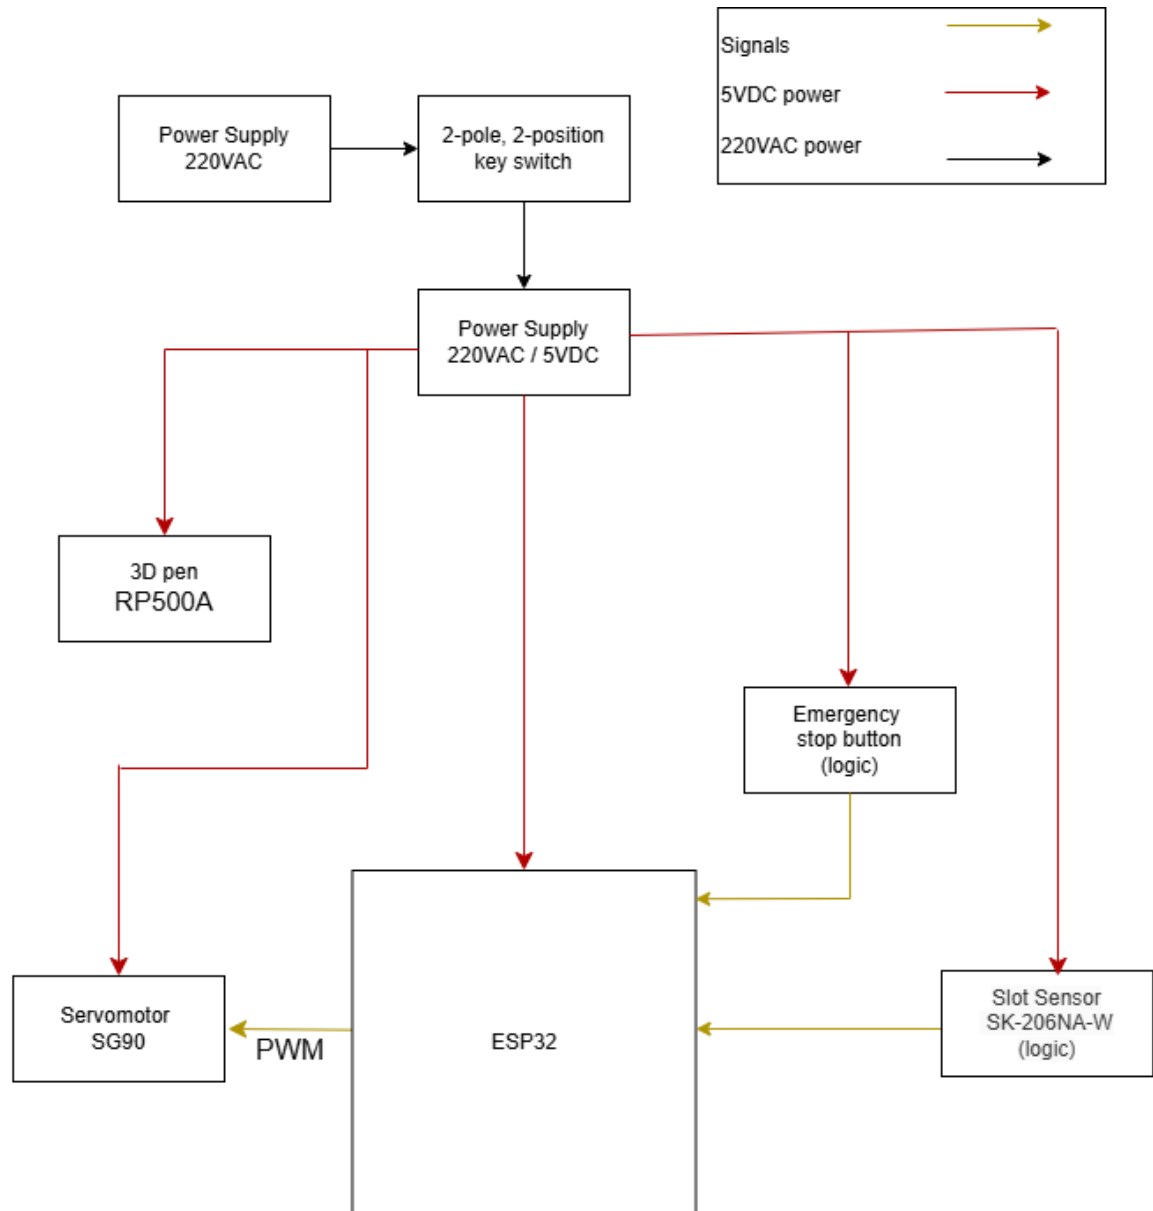 Signals
5VDC power
220VAC power
Power Supply
220VAC
2-pole, 2-position
key switch
Power Supply
220VAC / 5VDC
3D pen
RP500A
Emergency
stop button
(logic)
Servomotor
SG90
PWM
ESP32
Slot Sensor
SK-206NA-W
(logic)